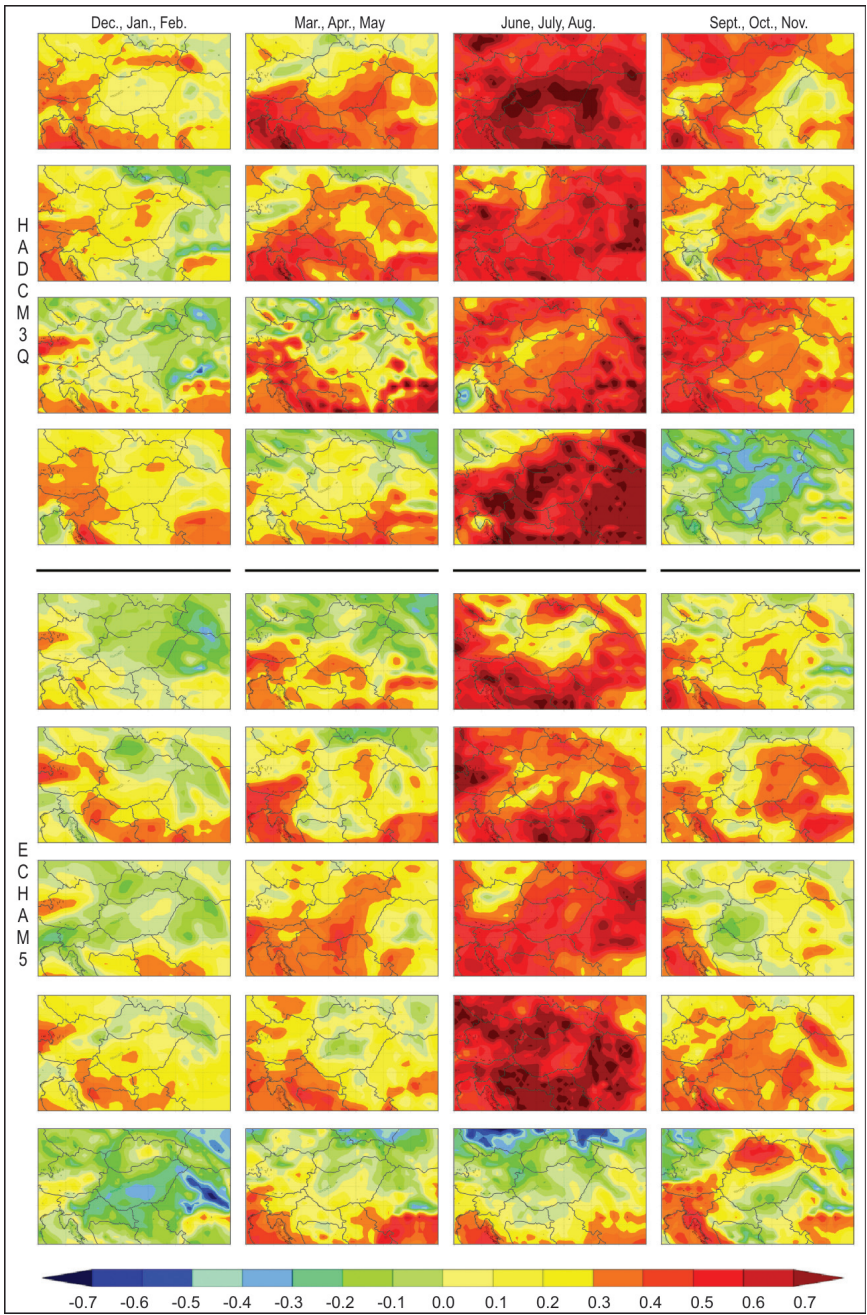 Dec., Jan., Feb.
Mar., Apr., May
June, July, Aug.
Sept., Oct., Nov.
H
A
D
C
M
3
Q
E
C
H
A
M
5
-0.7 -0.6 -0.5 -0.4 -0.3 -0.2 -0.1 0.0 0.1 0.2 0.3 0.4 0.5 0.6 0.7